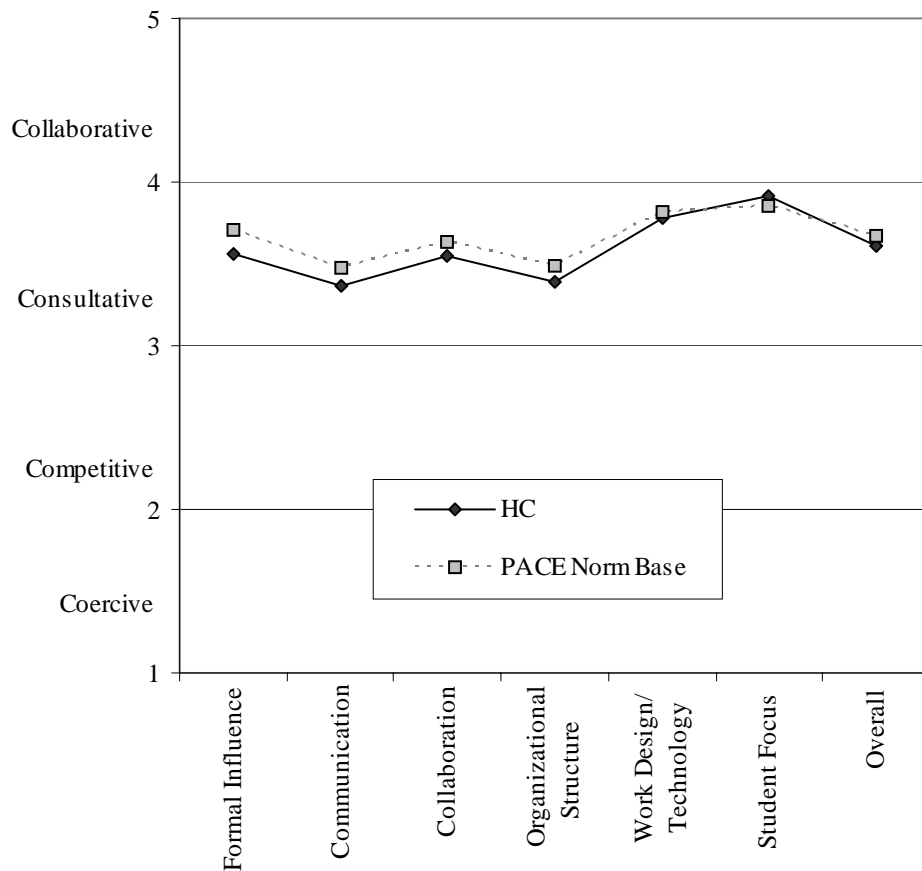 5
Collaborative
4
Consultative
3
Competitive
2
Coercive
1
HC
PACE Norm Base
Formal Influence
Communication
Collaboration
Organizational
Structure
Work Design/
Technology
Student Focus
Overall